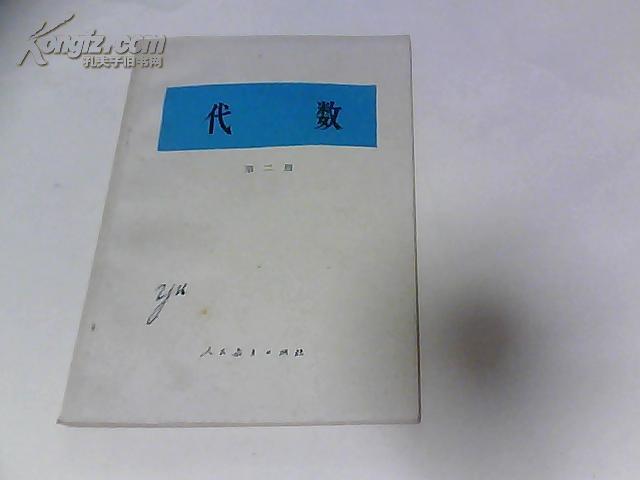 Kongfz.com
孔夫子旧书网
代数
第二册
yu
人民教育出版社